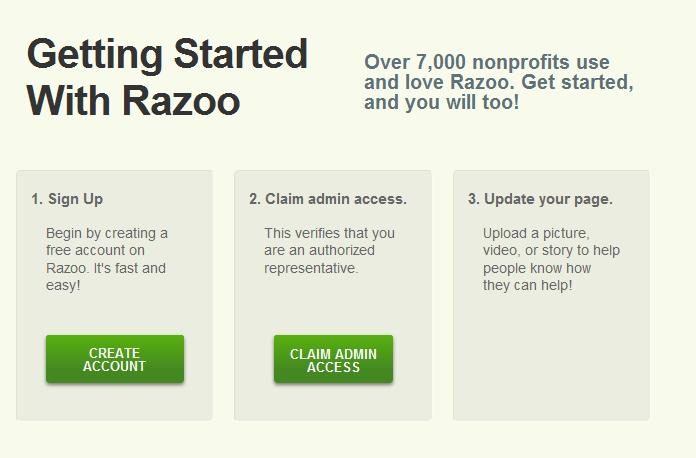 Getting Started
With Razoo
Over 7,000 nonprofits use
and love Razoo. Get started,
and you will too!
1. Sign Up
Begin by creating a
free account on
Razoo. It's fast and
easy!
CREATE
ACCOUNT
2. Claim admin access.
This verifies that you
are an authorized
representative.
CLAIM ADMIN
ACCESS
3. Update your page.
Upload a picture,
video, or story to help
people know how
they can help!